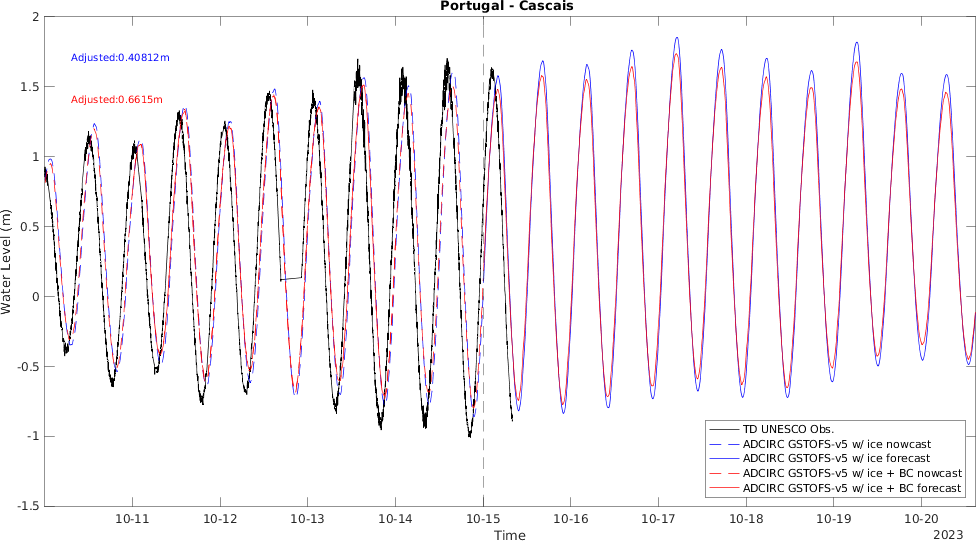 Portugal - Cascais
Adjusted:0.40812m
Adjusted:0.6615m
2
1.5
1
0.5
0
-0.5
-1
-1.5
Water Level (m)
TD UNESCO Obs.
ADCIRC GSTOFS-v5 w/ ice nowcast
ADCIRC GSTOFS-v5 w/ ice forecast
ADCIRC GSTOFS-v5 w/ ice + BC nowcast
ADCIRC GSTOFS-v5 w/ ice + BC forecast
10-11 10-12 10-13 10-14 10-15 10-16 10-17 10-18 10-19 10-20
Time
2023